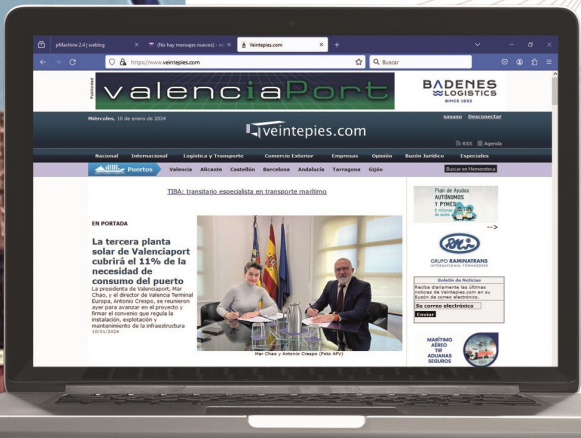 pMachine 2.4 | weblog
(No hay mensajes nuevos) -
Veintepies.com
https://www.veintepies.com
Buscar
Publicidad
valenciaport
BADENES
LOGISTICS
SINCE 1885
Miércoles, 10 de enero de 2024
vasano Desconectar
veintepies.com
RSS Agenda
Nacional Internacional Logística y Transporte Comercio Exterior Empresas Opinión Buzón Jurídico Especiales
Puertos Valencia Alicante Castellón Barcelona Andalucía Tarragona Gijón
Buscar en Hemeroteca
TIBA: transitario especialista en transporte marítimo
EN PORTADA
La tercera planta
solar de Valenciaport
cubrirá el 11% de la
necesidad de
consumo del puerto
La presidenta de Valenciaport, Mar
Chao, y el director de Valencia Terminal
Europa, Antonio Crespo, se reunieron
ayer para avanzar en el proyecto y
firmar el convenio que regula la
instalación, explotación y
mantenimiento de la infraestructura
10/01/2024
Mar Chao y Antonio Crespo (Foto APV)
Plan de Ayudas
AUTÓNOMOS
Y PYMES
-->
RMi
GRUPO RAMINATRANS
INTERNATIONAL FORWARDERS
Boletín de Noticias
Reciba diariamente las últimas
noticias de Veintepies.com en su
Buzón de correo electrónico.
Su correo electrónico
Enviar
MARÍTIMO
AÉREO
TIR
ADUANAS
SEGUROS